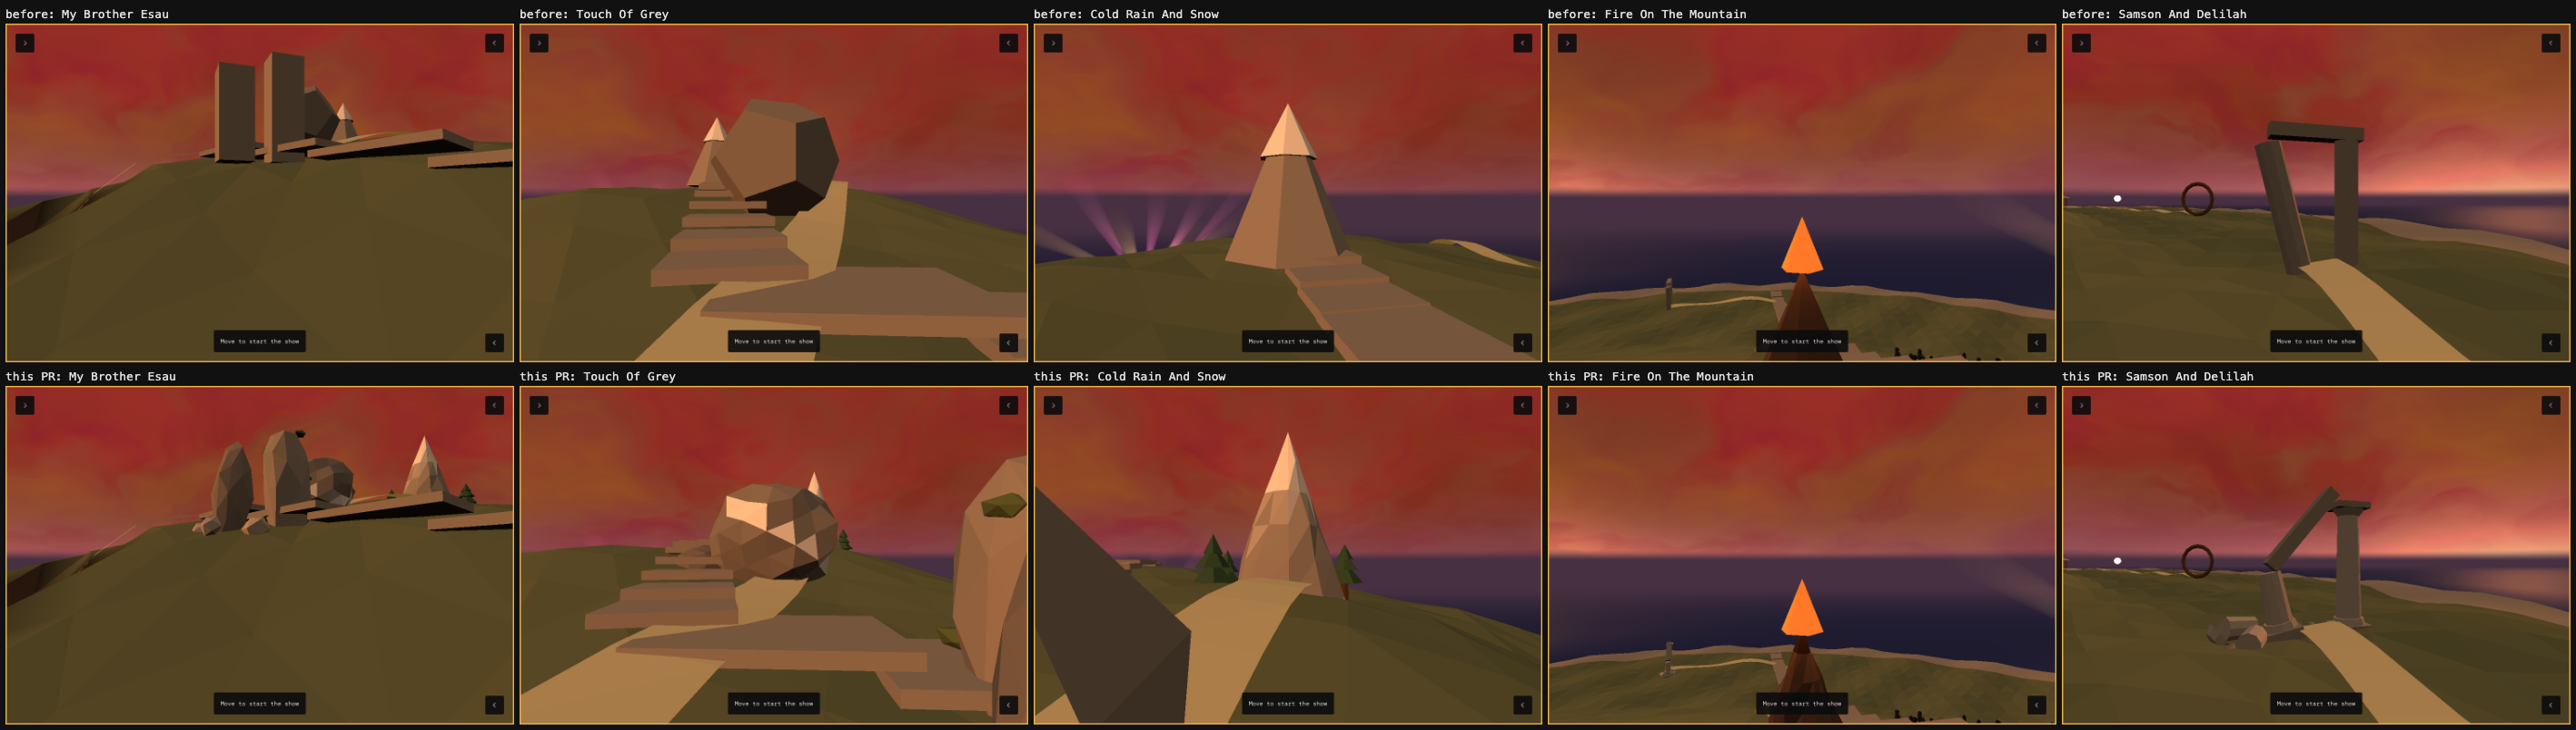 before: My Brother Esau
before: Touch Of Grey
before: Cold Rain And Snow
before: Fire On The Mountain
before: Samson And Delilah
Move to start the show
Move to start the show
Move to start the show
Move to start the show
Move to start the show
this PR: My Brother Esau
this PR: Touch Of Grey
this PR: Cold Rain And Snow
this PR: Fire On The Mountain
this PR: Samson And Delilah
Move to start the show
Move to start the show
Move to start the show
Move to start the show
Move to start the show